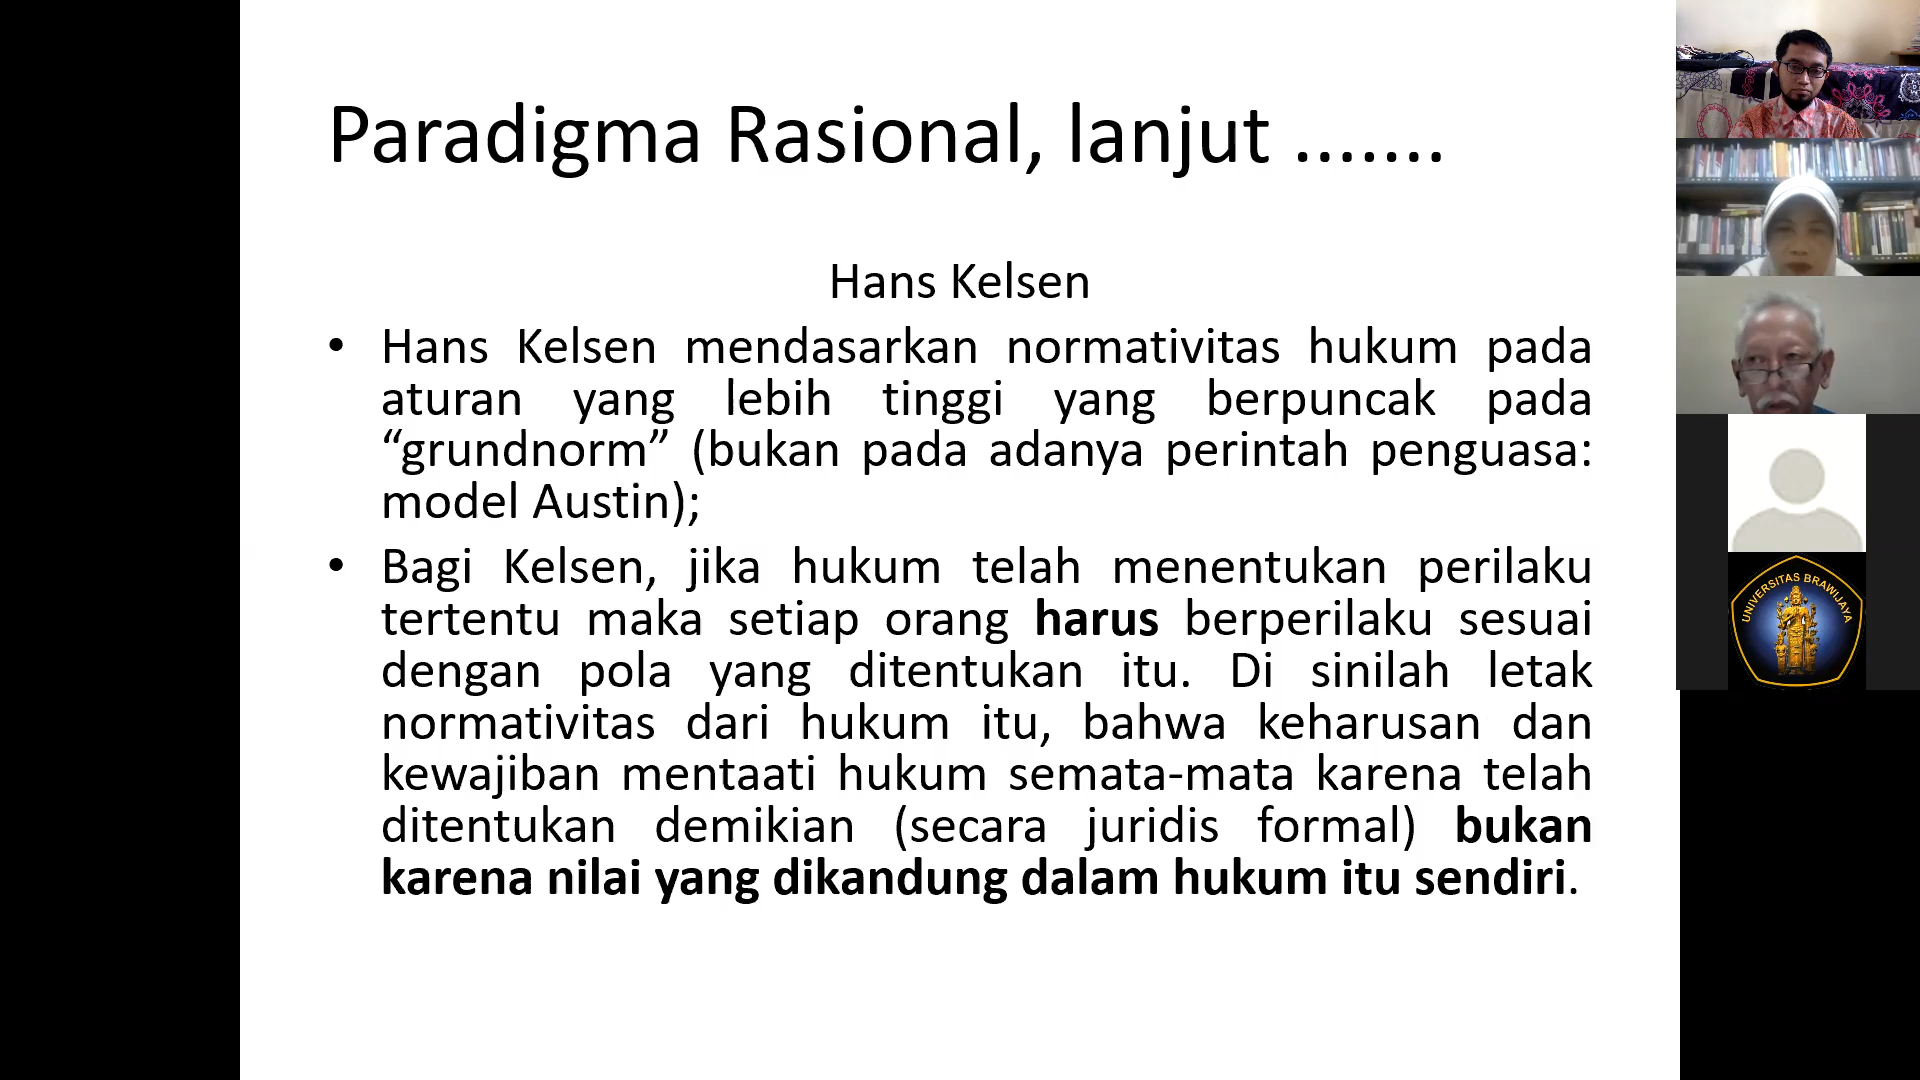 Paradigma Rasional, lanjut .......
Hans Kelsen
• Hans Kelsen mendasarkan normativitas hukum pada
aturan yang lebih tinggi yang berpuncak pada
“grundnorm” (bukan pada adanya perintah penguasa:
model Austin);
• Bagi Kelsen, jika hukum telah menentukan perilaku
tertentu maka setiap orang harus berperilaku sesuai
dengan pola yang ditentukan itu. Di sinilah letak
normativitas dari hukum itu, bahwa keharusan dan
kewajiban mentaati hukum semata-mata karena telah
ditentukan demikian (secara juridis formal) bukan
karena nilai yang dikandung dalam hukum itu sendiri.
UNIVERSITAS BRAWIJAYA